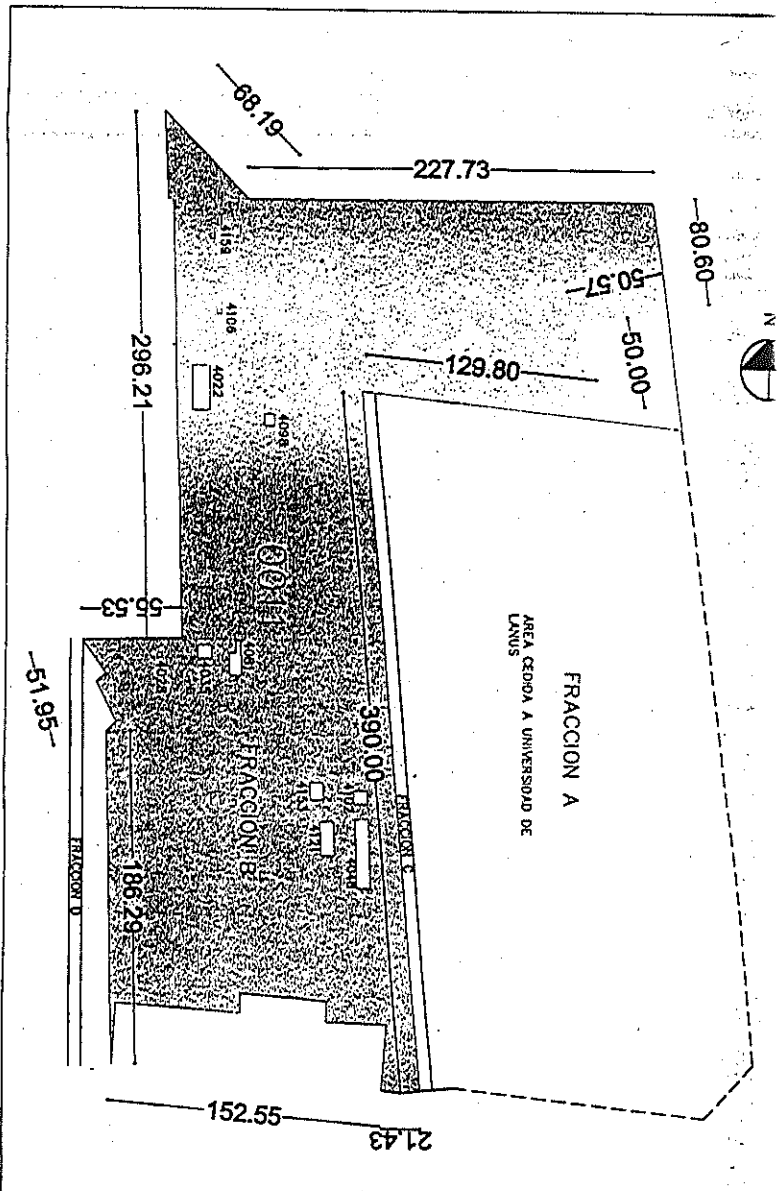 68.19
227.73
80.60
50.57
50.00
129.80
N
4159
4106
4022
4098
296.21
55.53
51.95
390.00
FRACCION A
AREA CEDIDA A UNIVERSIDAD DE
LANUS
FRACCION C
FRACCION B
4121
186.29
FRACCION D
152.55
21.43